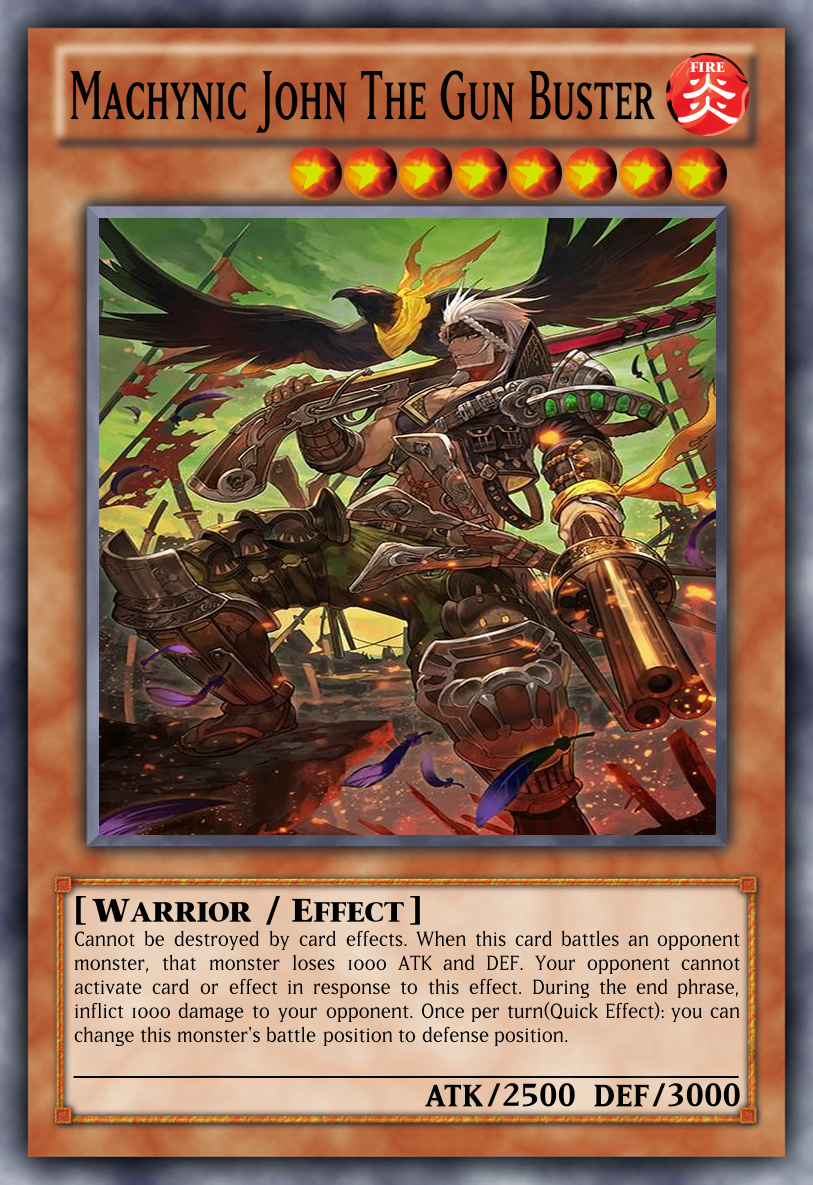 Machynic John The Gun Buster
FIRE
炎
[ Warrior / Effect ]
Cannot be destroyed by card effects. When this card battles an opponent
monster, that monster loses 1000 ATK and DEF. Your opponent cannot
activate card or effect in response to this effect. During the end phrase,
inflict 1000 damage to your opponent. Once per turn(Quick Effect): you can
change this monster's battle position to defense position.
ATK/2500 DEF/3000